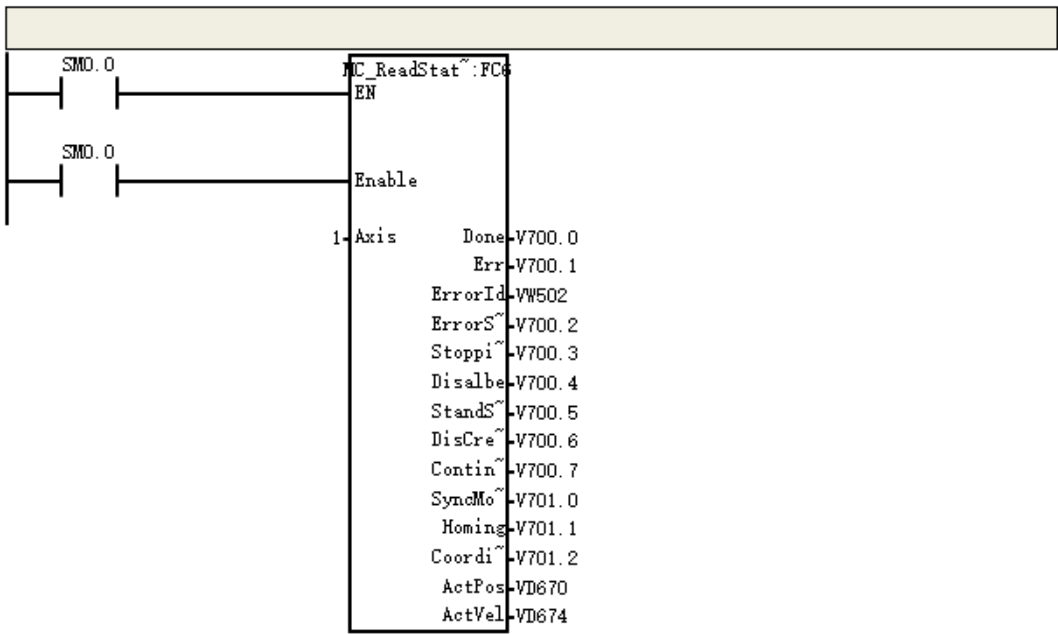 SM0.0
MC_ReadStat~:FC6
EN
SM0.0
Enable
1 Axis Done V700.0
Err V700.1
ErrorId VW502
ErrorS~ V700.2
Stoppi~ V700.3
Disalbe V700.4
StandS~ V700.5
DisCre~ V700.6
Contin~ V700.7
SyncMo~ V701.0
Homing V701.1
Coordi~ V701.2
ActPos VD670
ActVel VD674